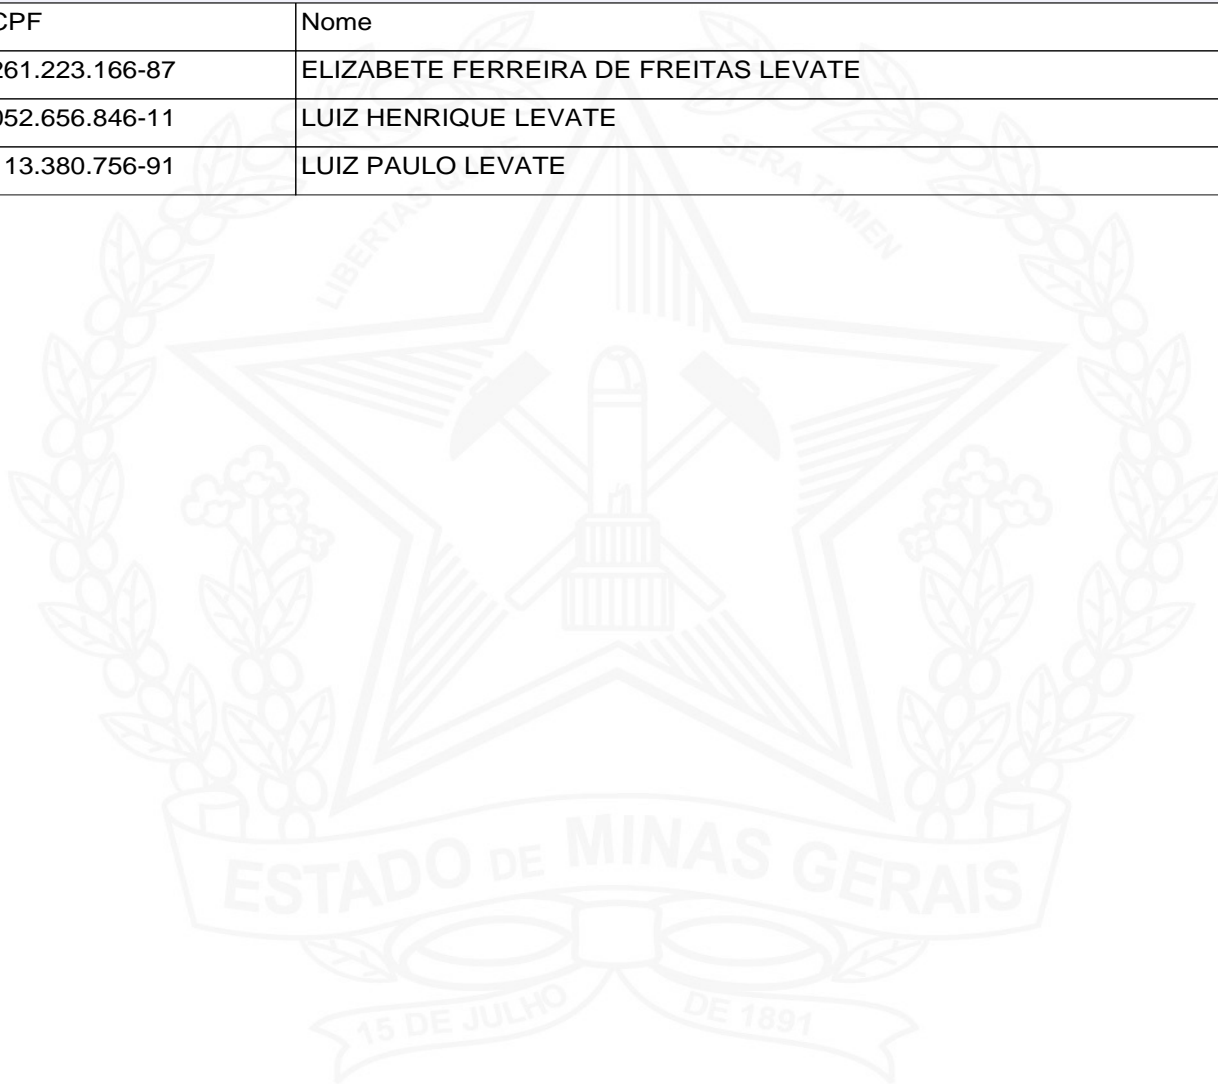 CPF Nome
261.223.166-87 ELIZABETE FERREIRA DE FREITAS LEVATE
052.656.846-11 LUIZ HENRIQUE LEVATE
13.380.756-91 LUIZ PAULO LEVATE
LIBERTAS QUÆ SERA TAMEN
ESTADO DE MINAS GERAIS
15 DE JULHO DE 1891